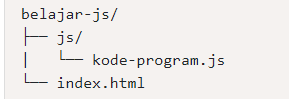 belajar-js/
├── js/
│   └── kode-program.js
└── index.html